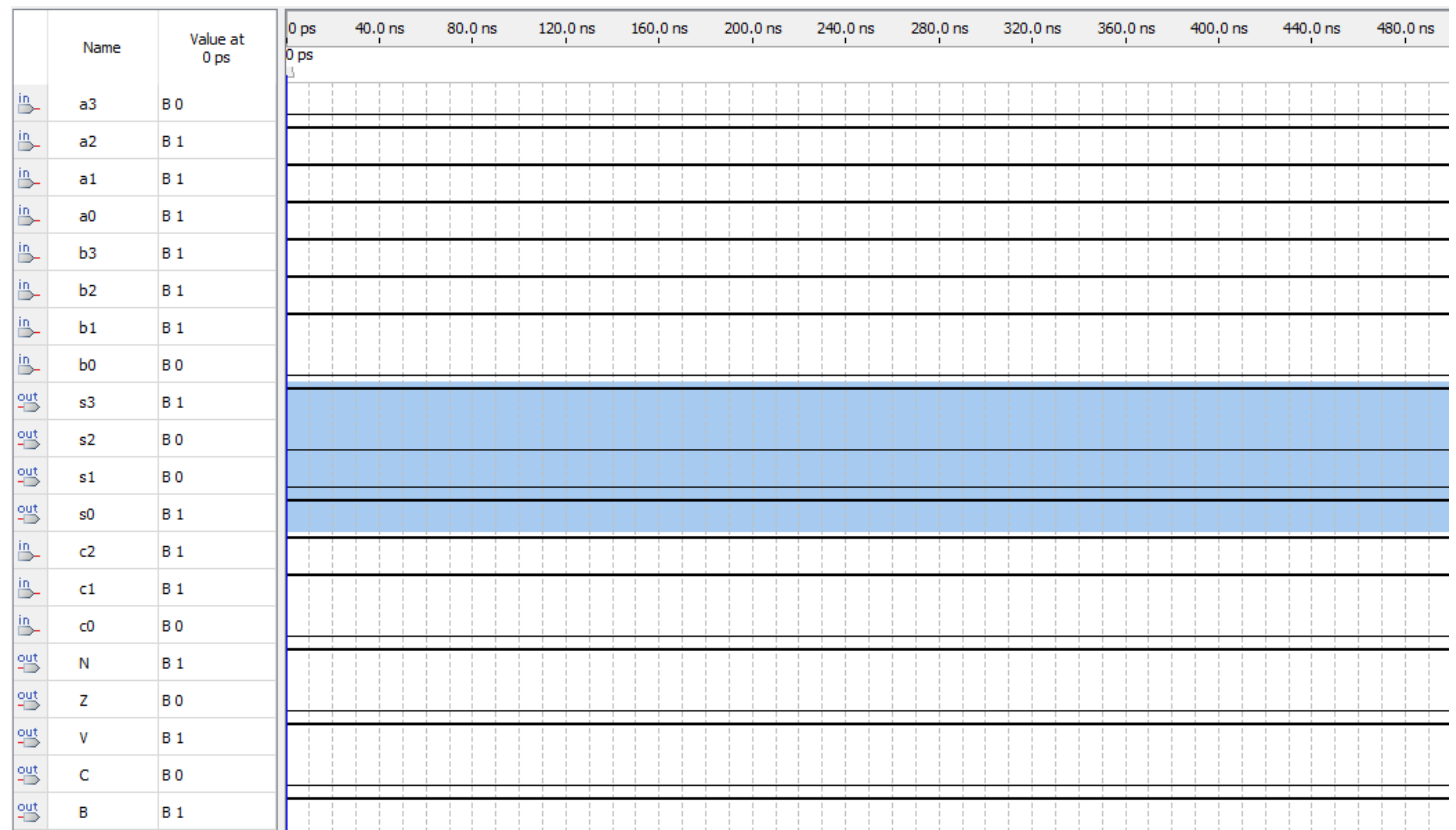 Name Value at 0 ps 0 ps 40.0 ns 80.0 ns 120.0 ns 160.0 ns 200.0 ns 240.0 ns 280.0 ns 320.0 ns 360.0 ns 400.0 ns 440.0 ns 480.0 ns
0 ps
in a3 B 0
in a2 B 1
in a1 B 1
in a0 B 1
in b3 B 1
in b2 B 1
in b1 B 1
in b0 B 0
out s3 B 1
out s2 B 0
out s1 B 0
out s0 B 1
in c2 B 1
in c1 B 1
in c0 B 0
out N B 1
out Z B 0
out V B 1
out C B 0
out B B 1